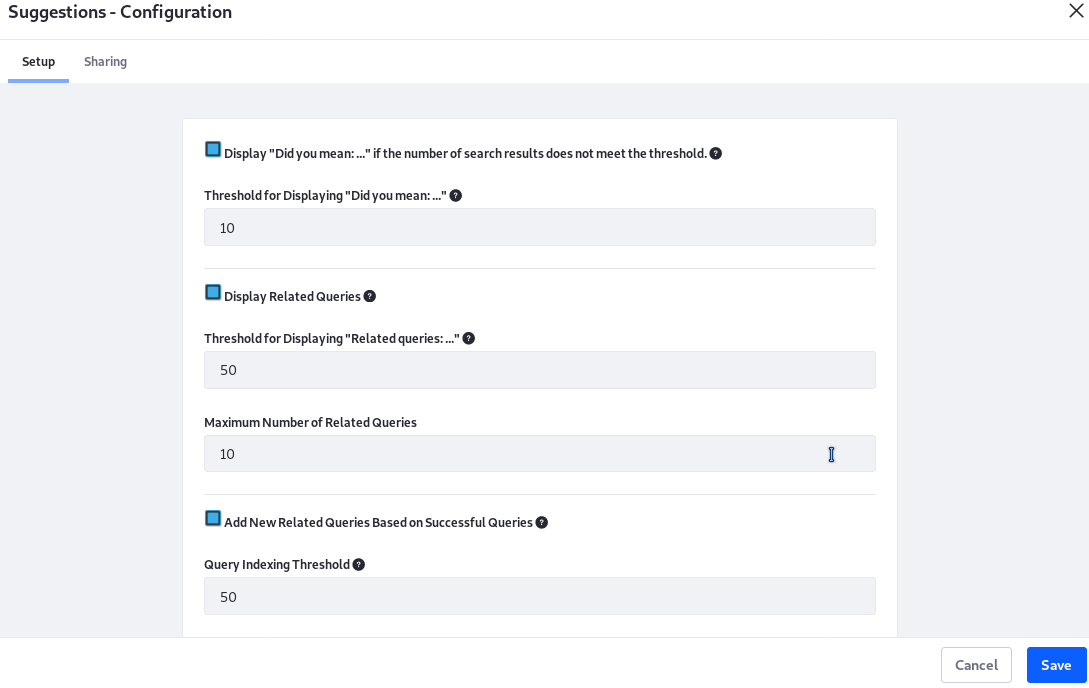 Suggestions - Configuration
Setup
Sharing
Display "Did you mean: ..." if the number of search results does not meet the threshold. ?
Threshold for Displaying "Did you mean: ..." ?
10
Display Related Queries ?
Threshold for Displaying "Related queries: ..." ?
50
Maximum Number of Related Queries
10
Add New Related Queries Based on Successful Queries ?
Query Indexing Threshold ?
50
Cancel
Save